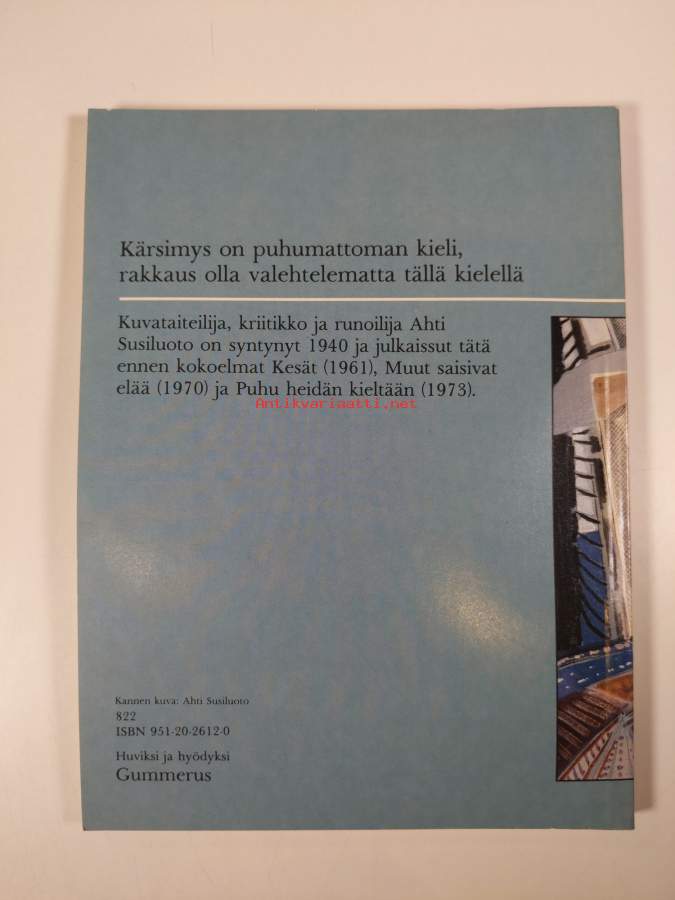 Kärsimys on puhumattoman kieli,
rakkaus olla valehtelematta tällä kielellä
Kuvataiteilija, kriitikko ja runoilija Ahti
Susiluoto on syntynyt 1940 ja julkaissut tätä
ennen kokoelmat Kesät (1961), Muut saisivat
elää (1970) ja Puhu heidän kieltään (1973).
Antikvariaatti.net
Kannen kuva: Ahti Susiluoto
822
ISBN 951-20-2612-0
Huviksi ja hyödyksi
Gummerus